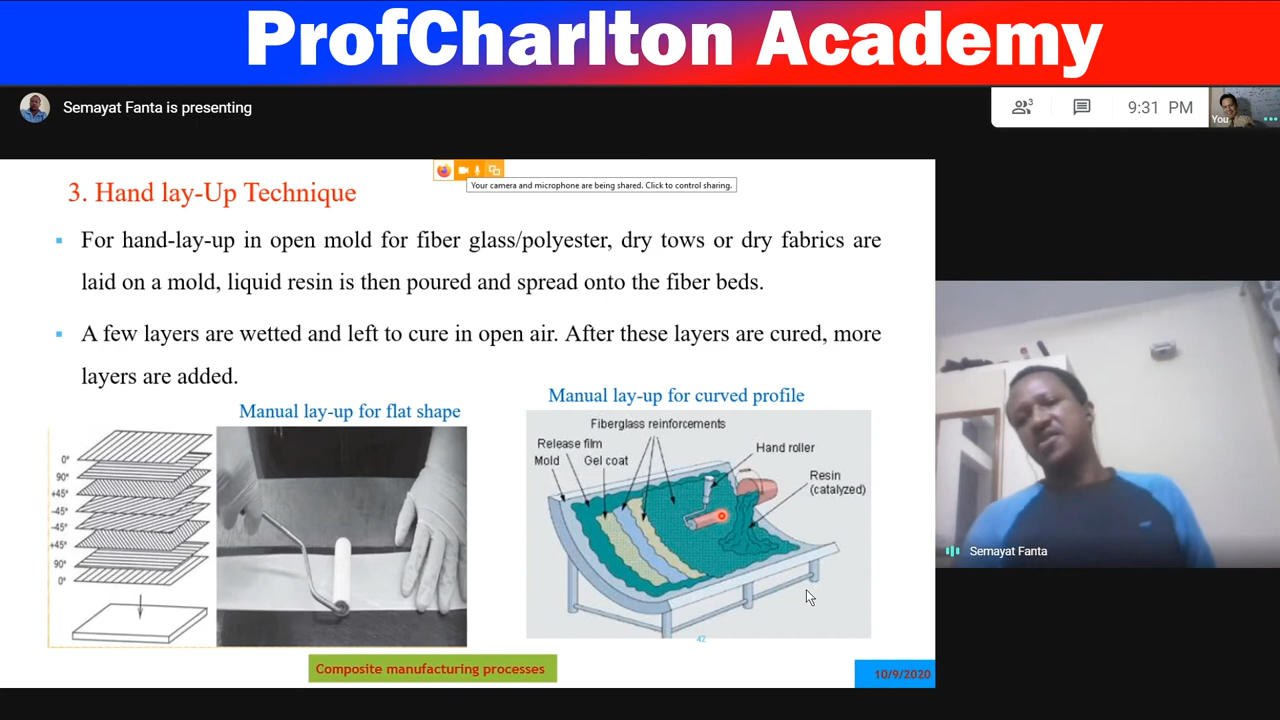 ProfCharlton Academy
Semayat Fanta is presenting
3
9:31 PM
You
Your camera and microphone are being shared. Click to control sharing.
3. Hand lay-Up Technique
For hand-lay-up in open mold for fiber glass/polyester, dry tows or dry fabrics are
laid on a mold, liquid resin is then poured and spread onto the fiber beds.
A few layers are wetted and left to cure in open air. After these layers are cured, more
layers are added.
Manual lay-up for flat shape
0°
90°
+45°
-45°
-45°
+45°
90°
0°
Manual lay-up for curved profile
Fiberglass reinforcements
Release film
Mold
Gel coat
Hand roller
Resin
(catalyzed)
Semayat Fanta
42
Composite manufacturing processes
10/9/2020